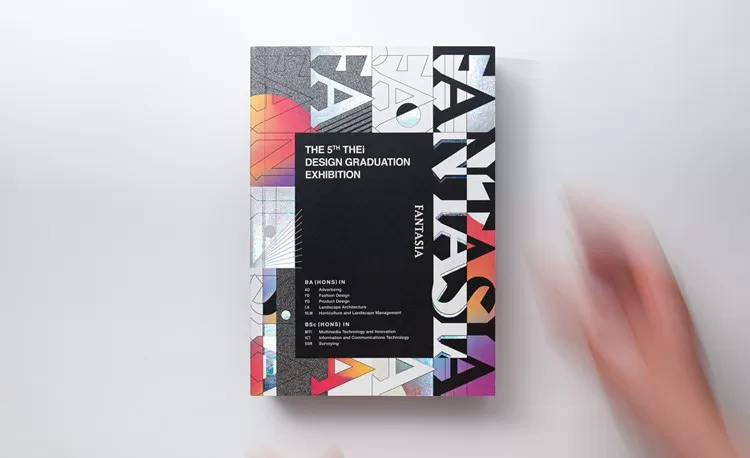 THE 5TH THEi
DESIGN GRADUATION
EXHIBITION
FANTASIA
FANTASIA
BA (HONS) IN
AD Advertising
FD Fashion Design
PD Product Design
LA Landscape Architecture
HLM Horticulture and Landscape Management
BSc (HONS) IN
MTI Multimedia Technology and Innovation
ICT Information and Communications Technology
SUR Surveying